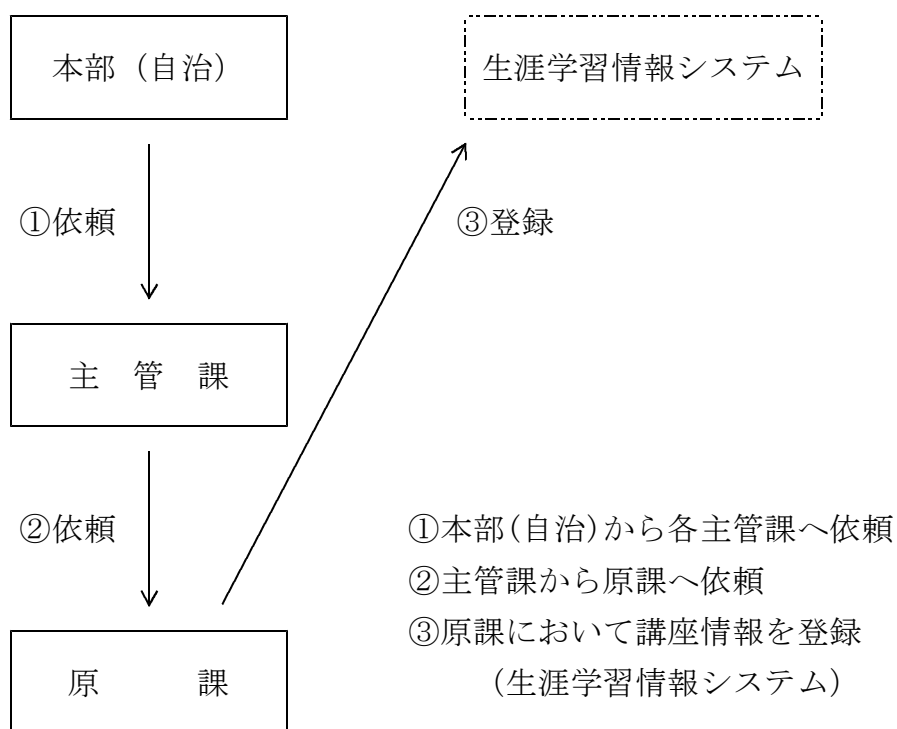 本部（自治）
生涯学習情報システム
①依頼
③登録
主　管　課
②依頼
①本部(自治)から各主管課へ依頼
②主管課から原課へ依頼
③原課において講座情報を登録
（生涯学習情報システム）
原　　　課